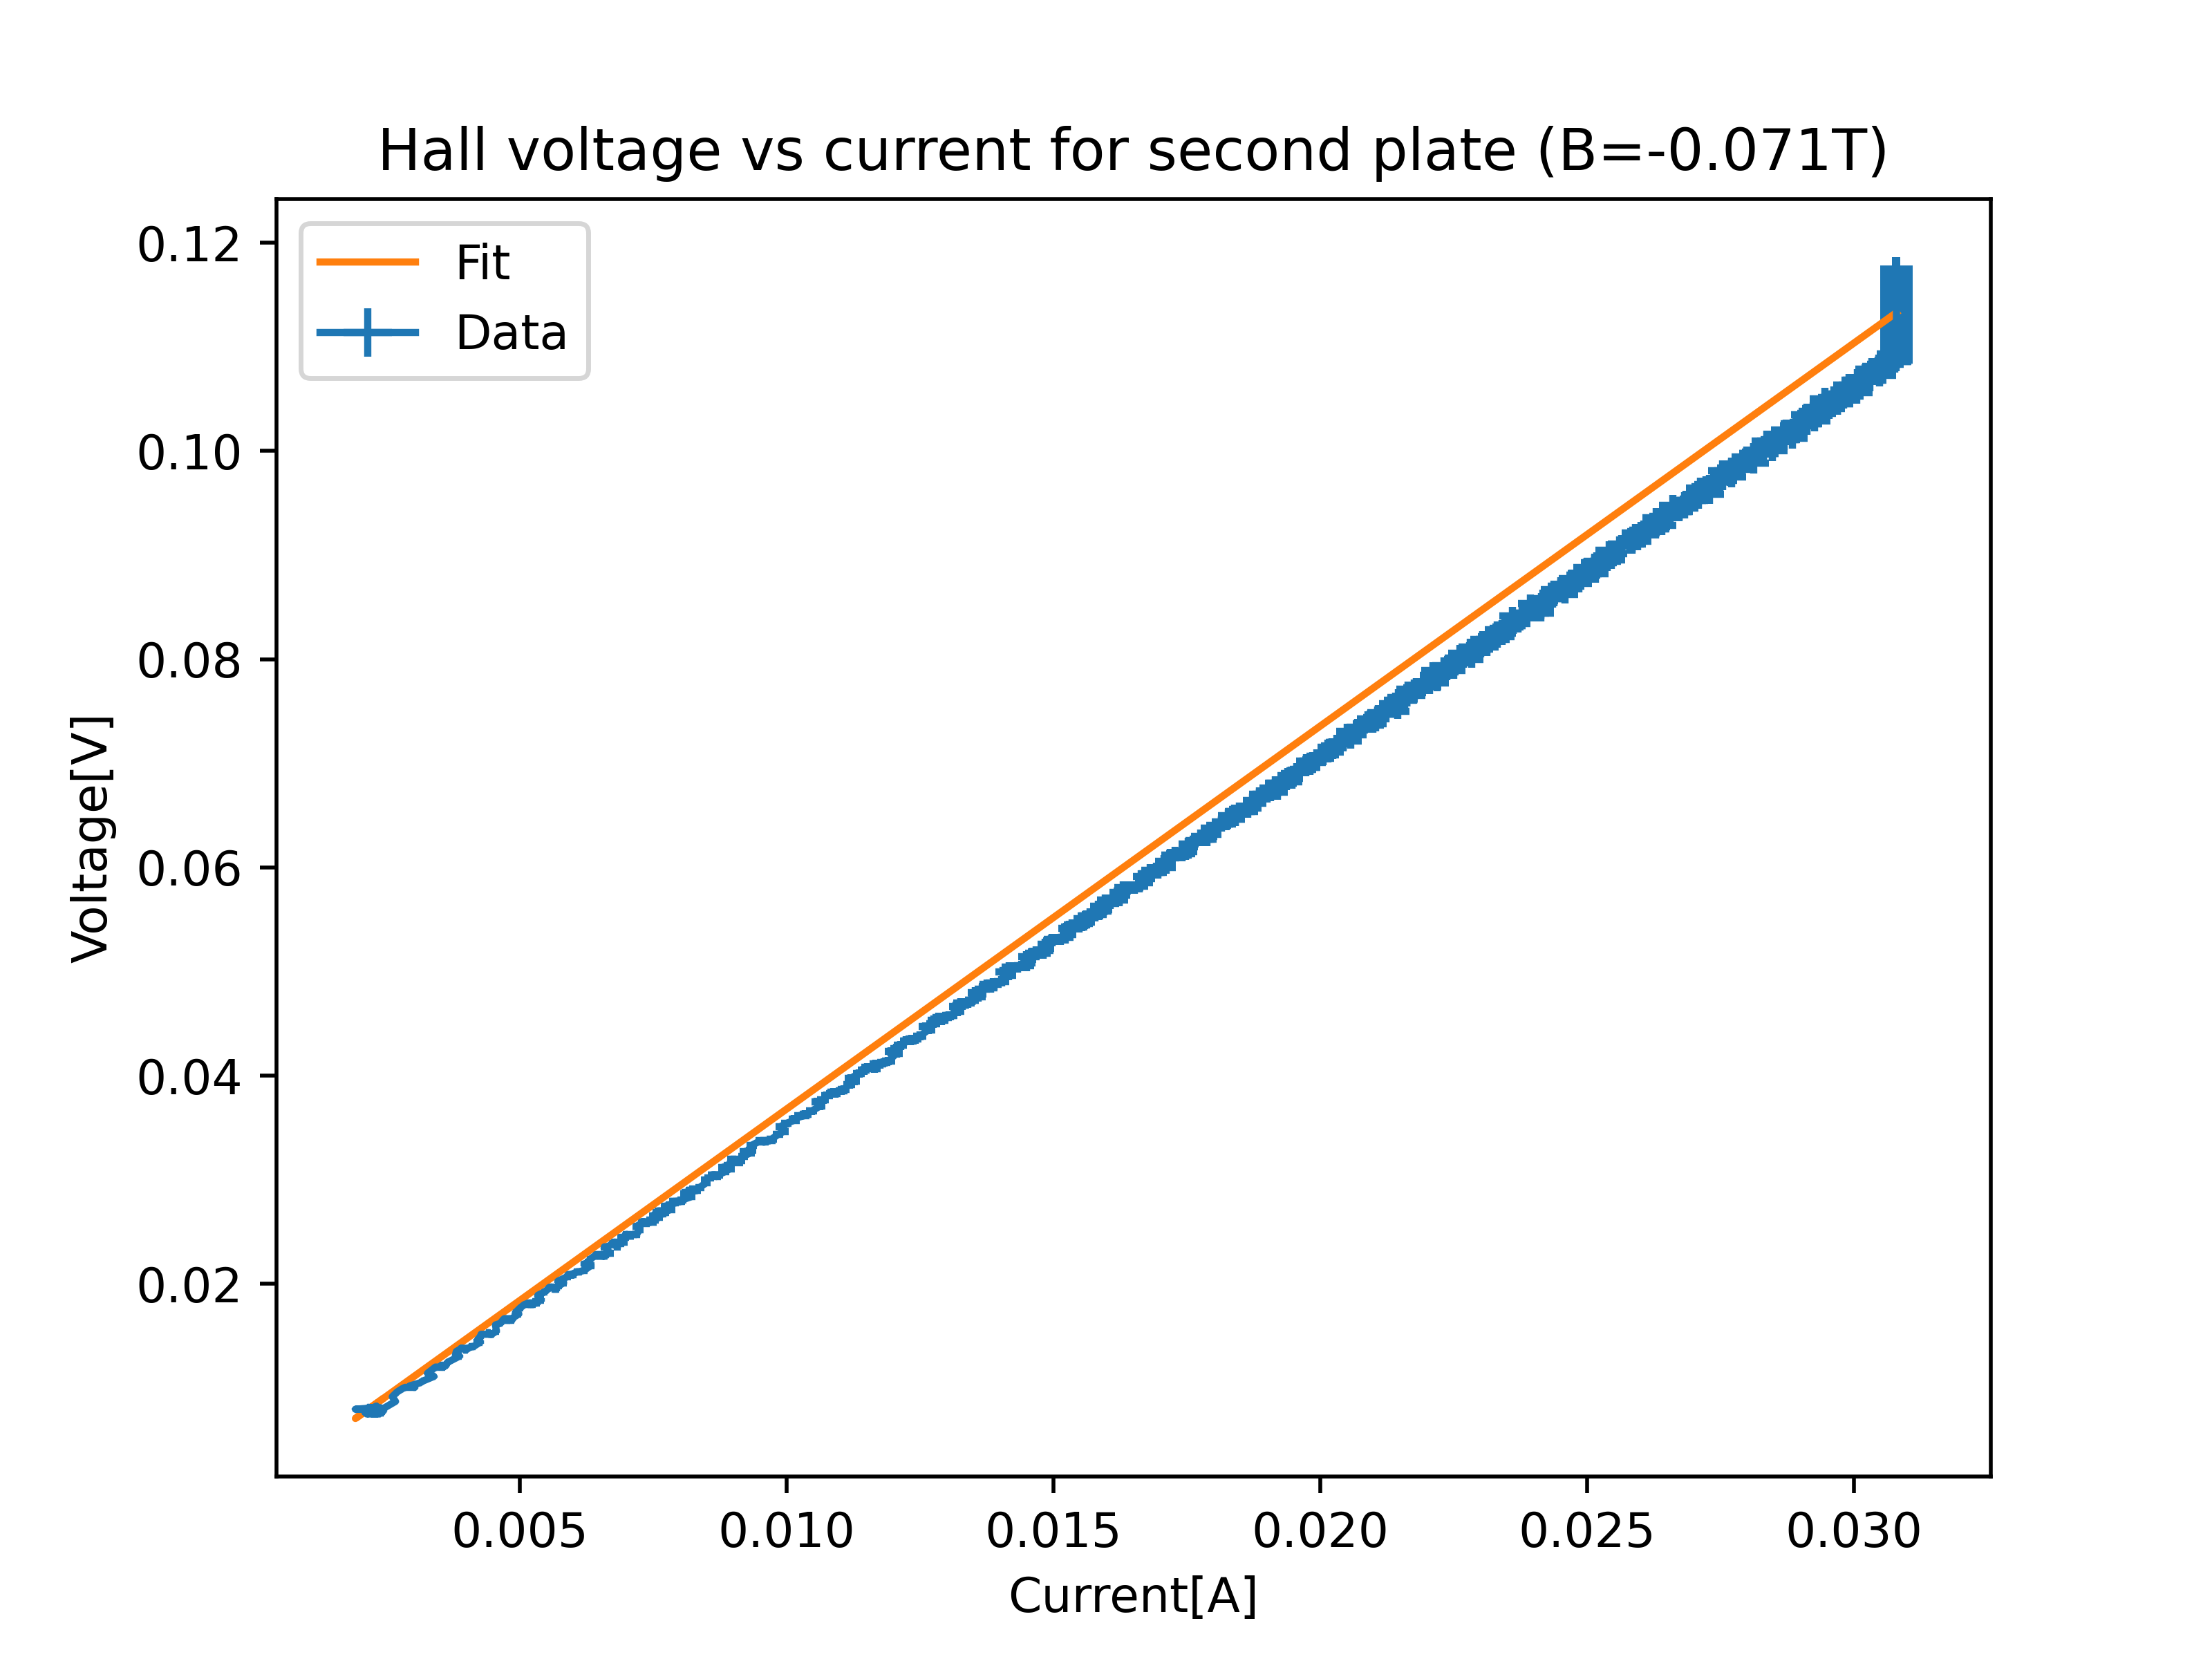 Hall voltage vs current for second plate (B=-0.071T)
Fit
Data
0.12
0.10
0.08
0.06
0.04
0.02
Voltage[V]
0.005 0.010 0.015 0.020 0.025 0.030
Current[A]